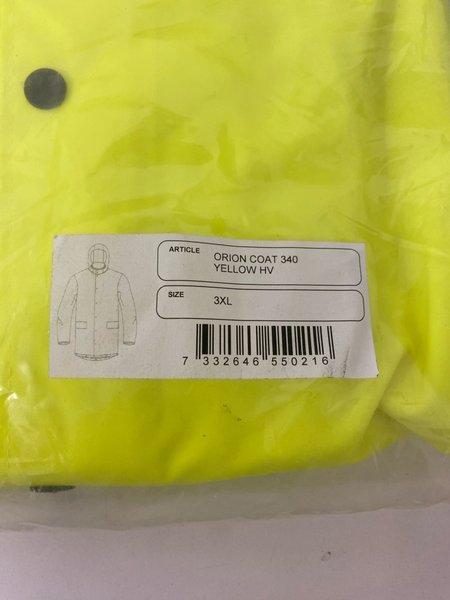 ARTICLE ORION COAT 340
YELLOW HV
SIZE 3XL
7 332646 550216